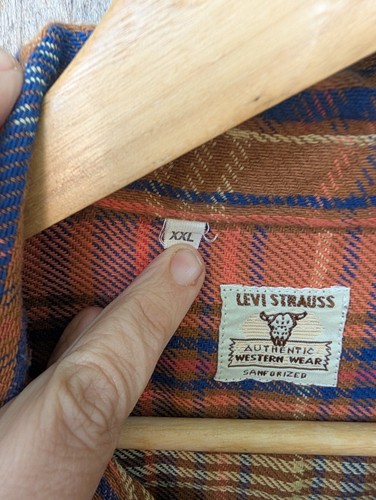 XXL
LEVI STRAUSS
AUTHENTIC
WESTERN-WEAR
SANFORIZED